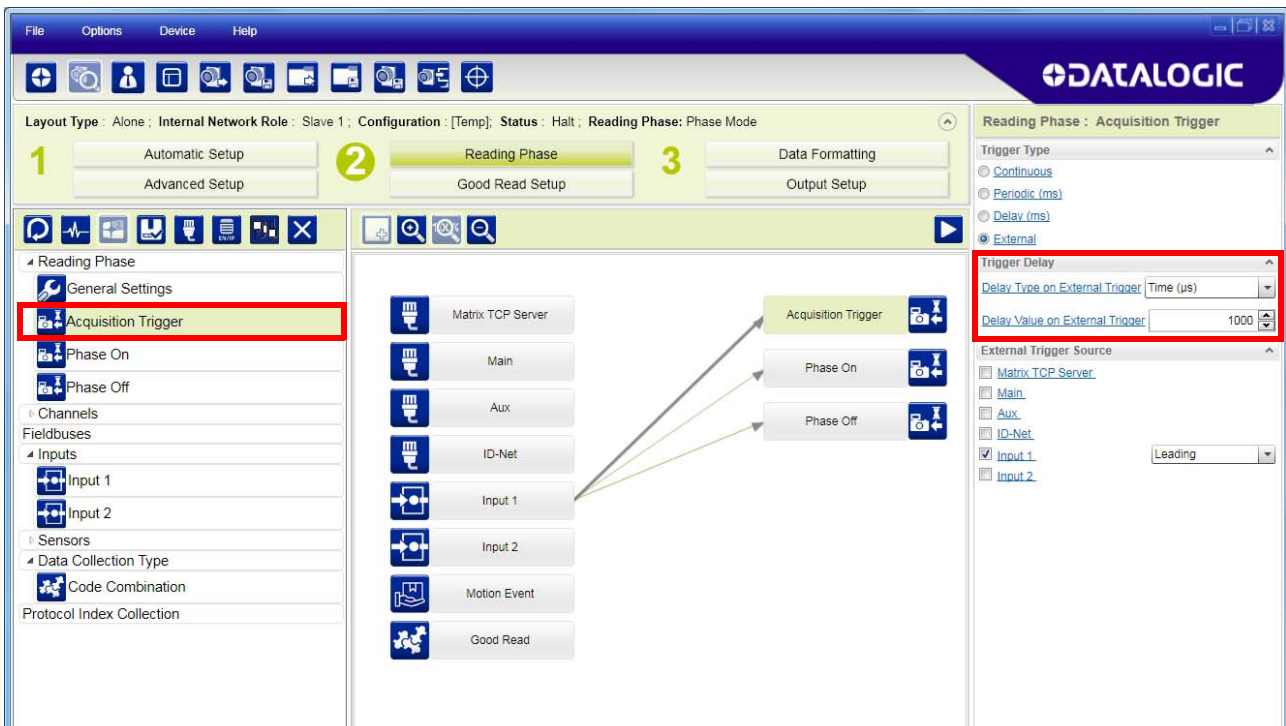 File Options Device Help
DATALOGIC
Layout Type : Alone ; Internal Network Role : Slave 1 ; Configuration : [Temp]; Status : Halt ; Reading Phase: Phase Mode
1
Automatic Setup
Advanced Setup
2
Reading Phase
Good Read Setup
3
Data Formatting
Output Setup
Reading Phase
General Settings
Acquisition Trigger
Phase On
Phase Off
Channels
Fieldbuses
Inputs
Input 1
Input 2
Sensors
Data Collection Type
Code Combination
Protocol Index Collection
Matrix TCP Server
Main
Aux
ID-Net
Input 1
Input 2
Motion Event
Good Read
Acquisition Trigger
Phase On
Phase Off
Reading Phase : Acquisition Trigger
Trigger Type
Continuous
Periodic (ms)
Delay (ms)
External
Trigger Delay
Delay Type on External Trigger Time (µs)
Delay Value on External Trigger 1000
External Trigger Source
Matrix TCP Server
Main
Aux
ID-Net
Input 1 Leading
Input 2